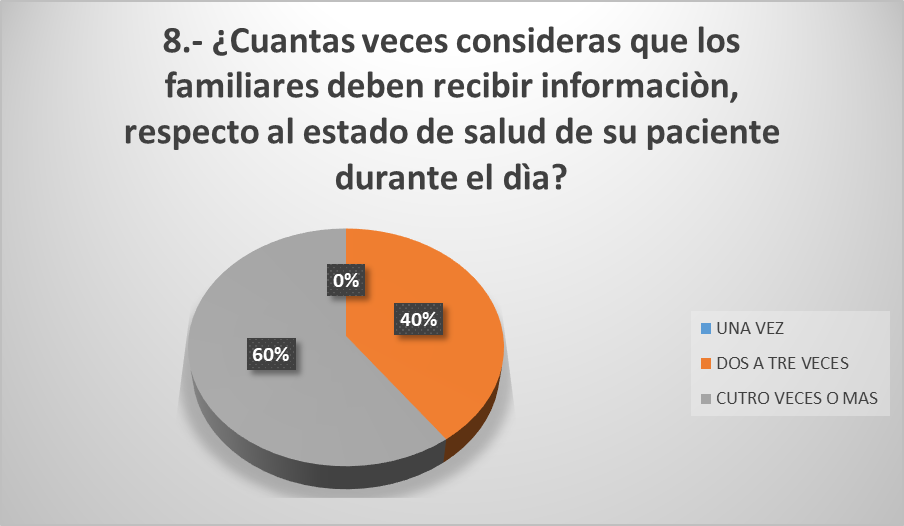 8.- ¿Cuantas veces consideras que los
familiares deben recibir informaciòn,
respecto al estado de salud de su paciente
durante el dìa?
0%
40%
60%
UNA VEZ
DOS A TRE VECES
CUTRO VECES O MAS